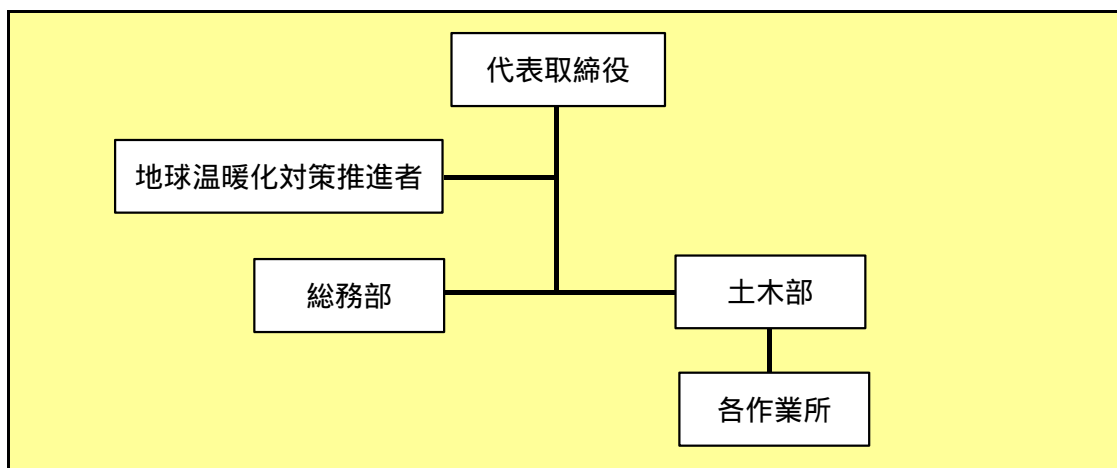 代表取締役
地球温暖化対策推進者
総務部
土木部
各作業所